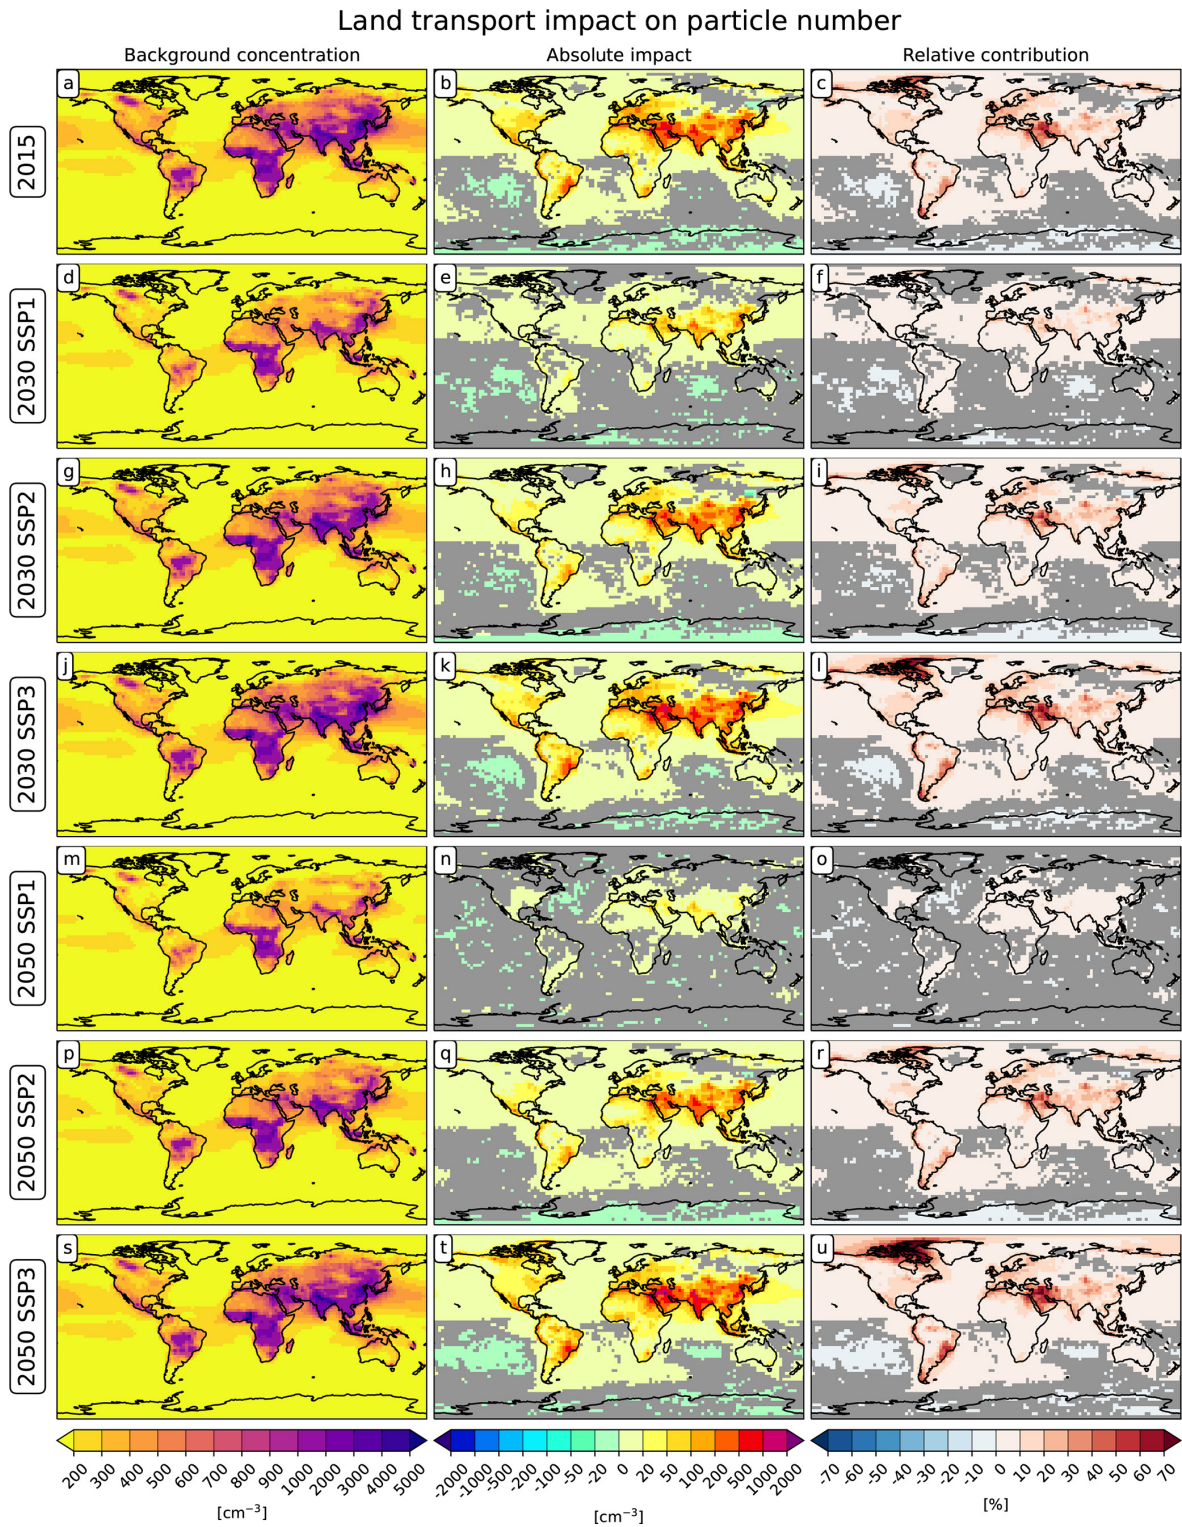 Land transport impact on particle number
Background concentration Absolute impact Relative contribution
2015
a b c
2030 SSP1
d e f
2030 SSP2
g h i
2030 SSP3
j k l
2050 SSP1
m n o
2050 SSP2
p q r
2050 SSP3
s t u
200 300 400 500 600 700 800 900 1000 2000 3000 4000 5000
-2000 -1000 -500 -200 -100 -50 -20 0 20 50 100 200 500 1000 2000
-70 -60 -50 -40 -30 -20 -10 0 10 20 30 40 50 60 70
[cm⁻³] [cm⁻³] [%]